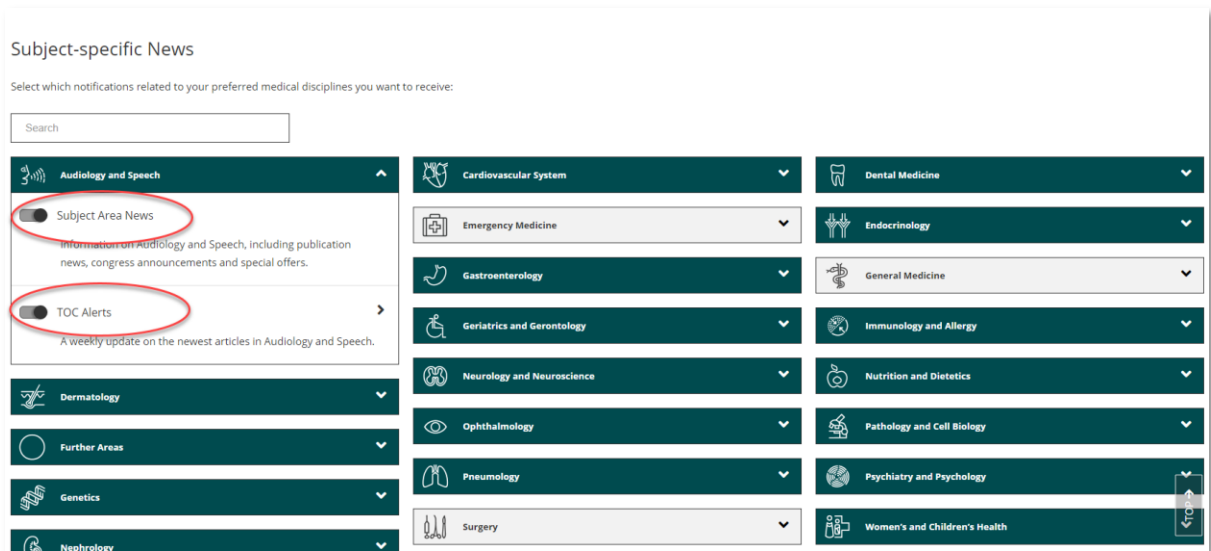 Subject-specific News
Select which notifications related to your preferred medical disciplines you want to receive:
Search
Audiology and Speech
Subject Area News
Information on Audiology and Speech, including publication
news, congress announcements and special offers.
TOC Alerts
A weekly update on the newest articles in Audiology and Speech.
Dermatology
Further Areas
Genetics
Nephrology
Cardiovascular System
Emergency Medicine
Gastroenterology
Geriatrics and Gerontology
Neurology and Neuroscience
Ophthalmology
Pneumology
Surgery
Dental Medicine
Endocrinology
General Medicine
Immunology and Allergy
Nutrition and Dietetics
Pathology and Cell Biology
Psychiatry and Psychology
Women's and Children's Health
TOP